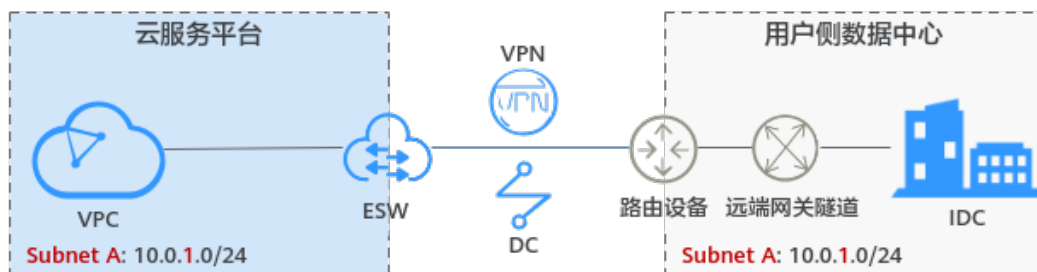 云服务平台
用户侧数据中心
VPN
VPN
VPC
ESW
DC
路由设备
远端网关隧道
IDC
Subnet A: 10.0.1.0/24
Subnet A: 10.0.1.0/24